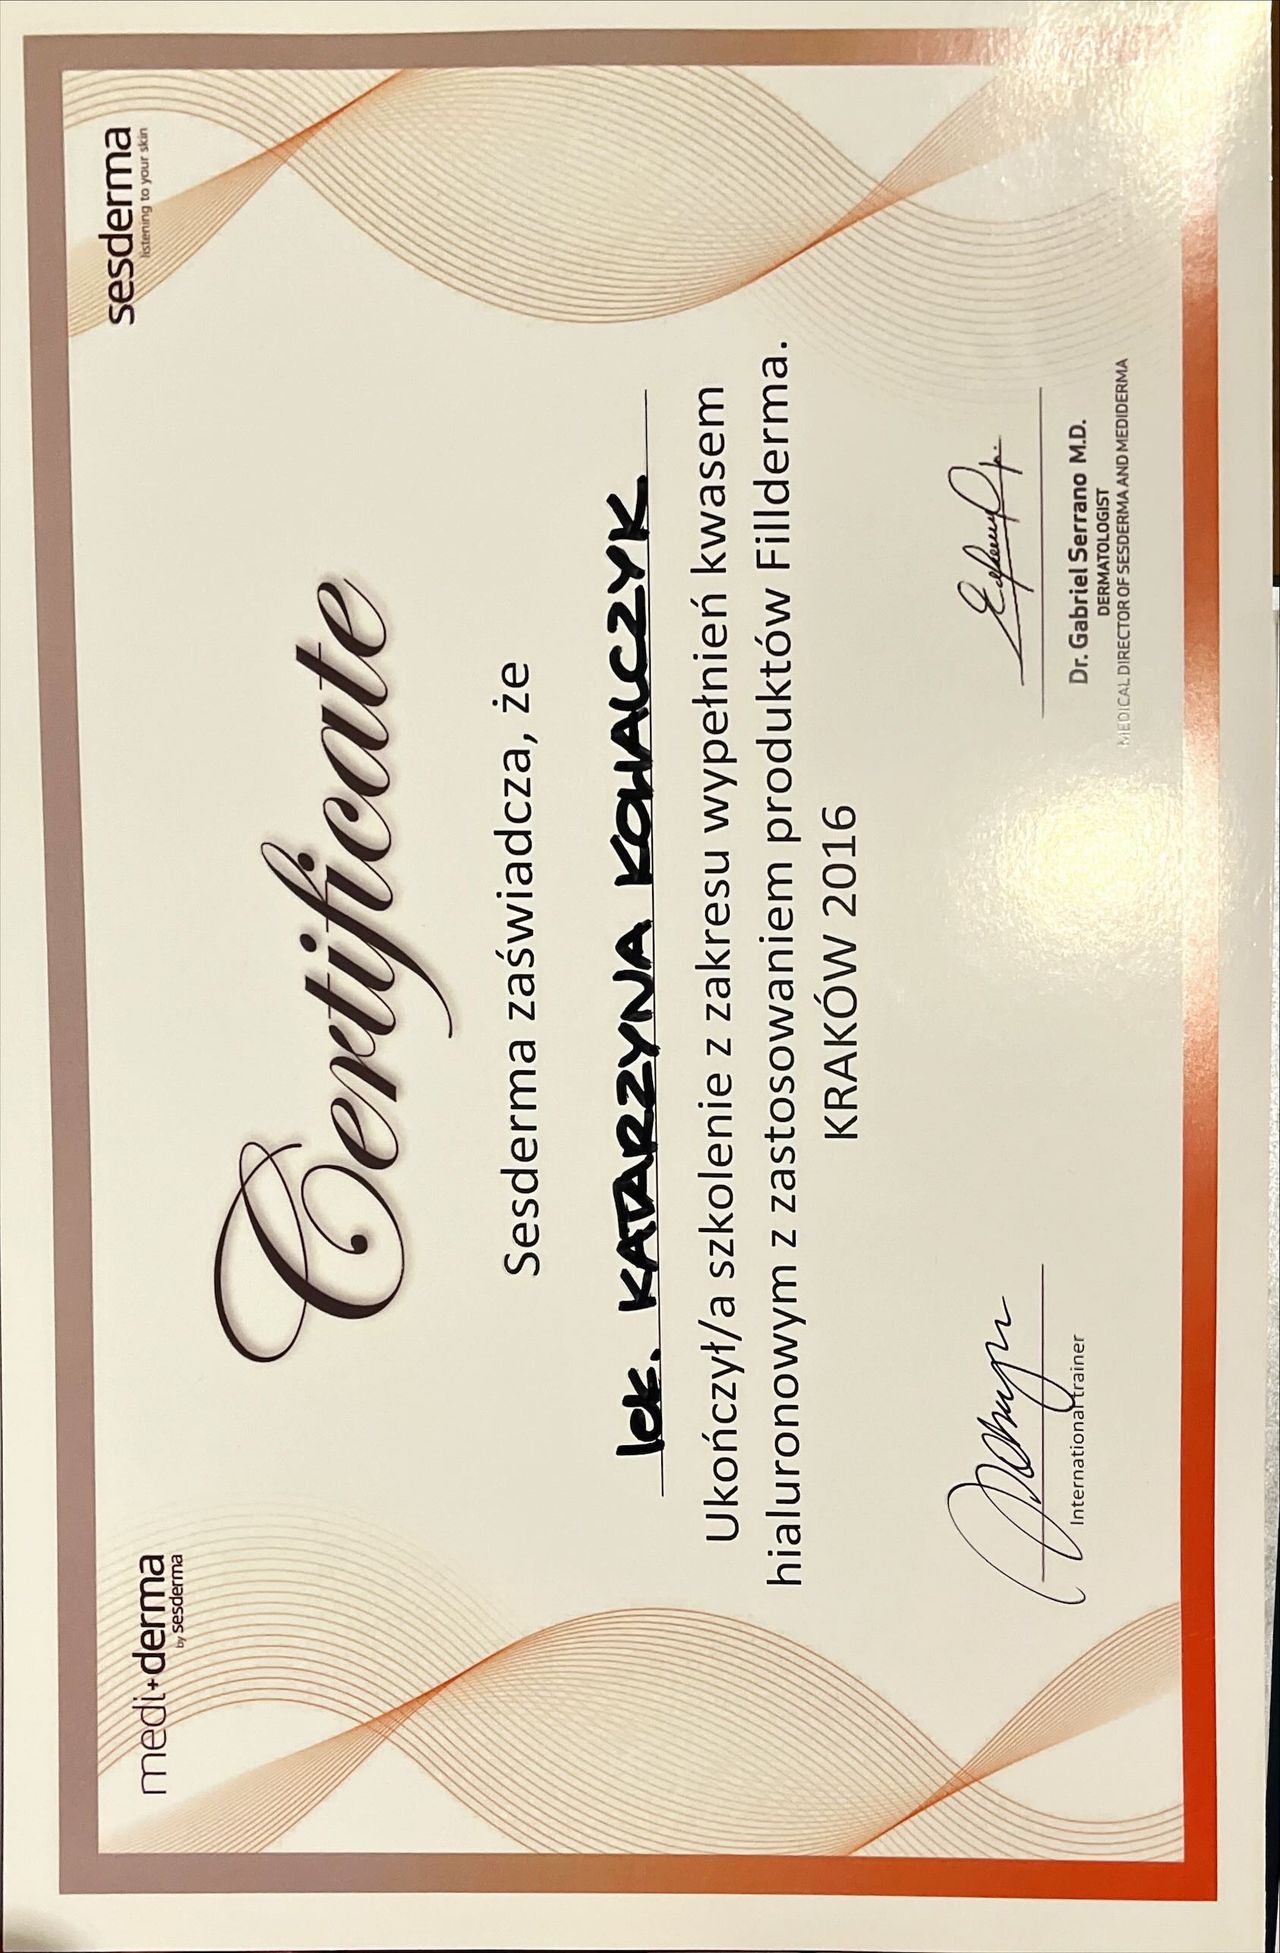 medi+derma
by sesderma
sesderma
listening to your skin
Certificate
Sesderma zaświadcza, że
lek. KATARZYNA KOWALCZYK
Ukończył/a szkolenie z zakresu wypełnień kwasem
hialuronowym z zastosowaniem produktów Fillderma.
KRAKÓW 2016
International trainer
Dr. Gabriel Serrano M.D.
DERMATOLOGIST
MEDICAL DIRECTOR OF SESDERMA AND MEDIDERMA